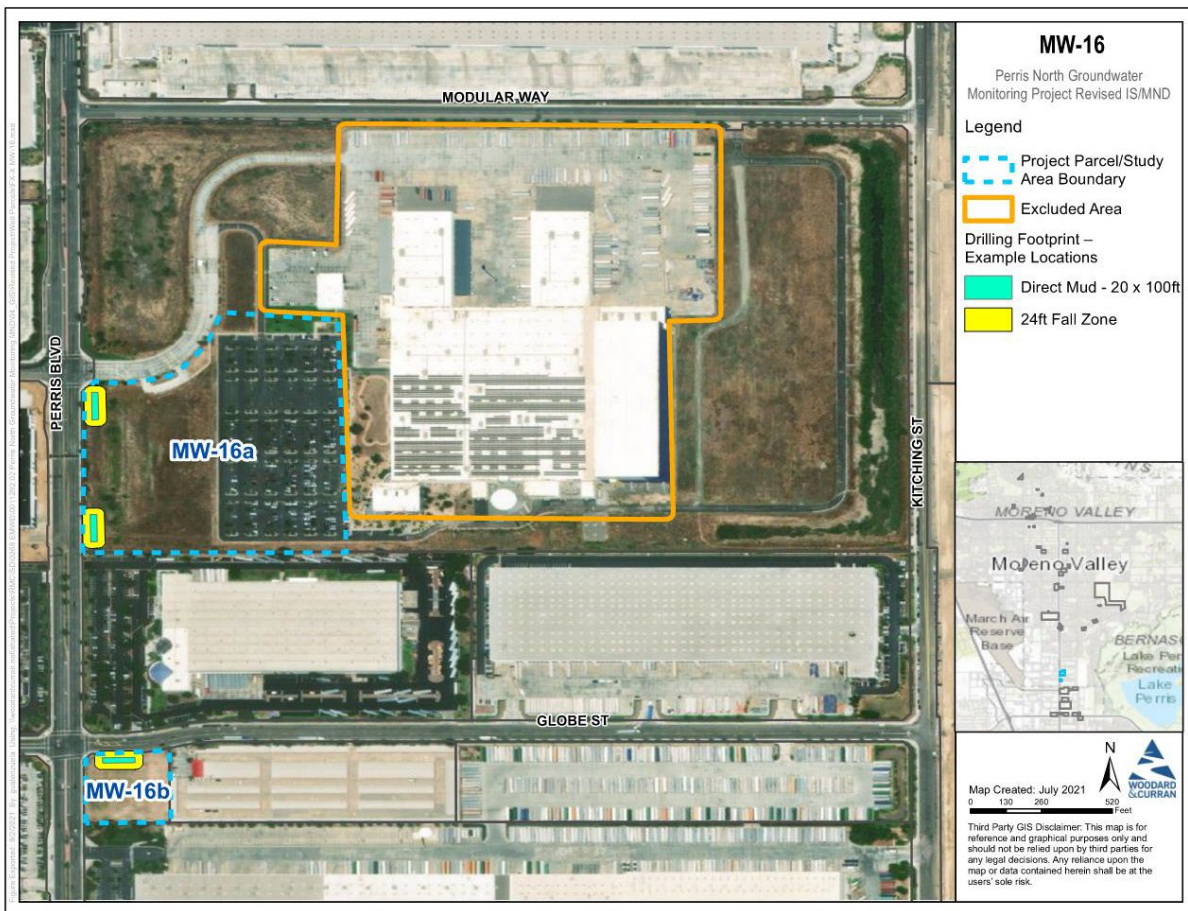 MW-16
Perris North Groundwater
Monitoring Project Revised IS/MND
Legend
Project Parcel/Study
Area Boundary
Excluded Area
Drilling Footprint –
Example Locations
Direct Mud - 20 x 100ft
24ft Fall Zone
MODULAR WAY
PERRIS BLVD
KITCHING ST
MW-16a
GLOBE ST
MW-16b
MORENO VALLEY
Moreno Valley
March Air
Reserve
Base
Lake Per
Recreati
Lake
Perris
N
WOODARD
&CURRAN
Map Created: July 2021
0 130 260 520
Feet
Third Party GIS Disclaimer: This map is for
reference and graphical purposes only and
should not be relied upon by third parties for
any legal decisions. Any reliance upon the
map or data contained herein shall be at the
users' sole risk.